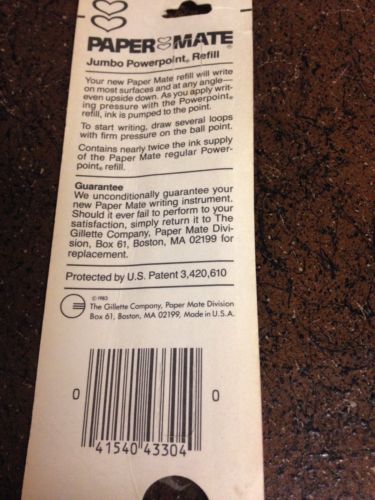 PAPER MATE®
Jumbo Powerpoint® Refill
Your new Paper Mate refill will write
on most surfaces and at any angle—
even upside down. As you apply writ-
ing pressure with the Powerpoint®
refill, ink is pumped to the point.
To start writing, draw several loops
with firm pressure on the ball point.
Contains nearly twice the ink supply
of the Paper Mate regular Power-
point® refill.
Guarantee
We unconditionally guarantee your
new Paper Mate writing instrument.
Should it ever fail to perform to your
satisfaction, simply return it to The
Gillette Company, Paper Mate Divi-
sion, Box 61, Boston, MA 02199 for
replacement.
Protected by U.S. Patent 3,420,610
© 1983
The Gillette Company, Paper Mate Division
Box 61, Boston, MA 02199, Made in U.S.A.
0 41540 43304 0